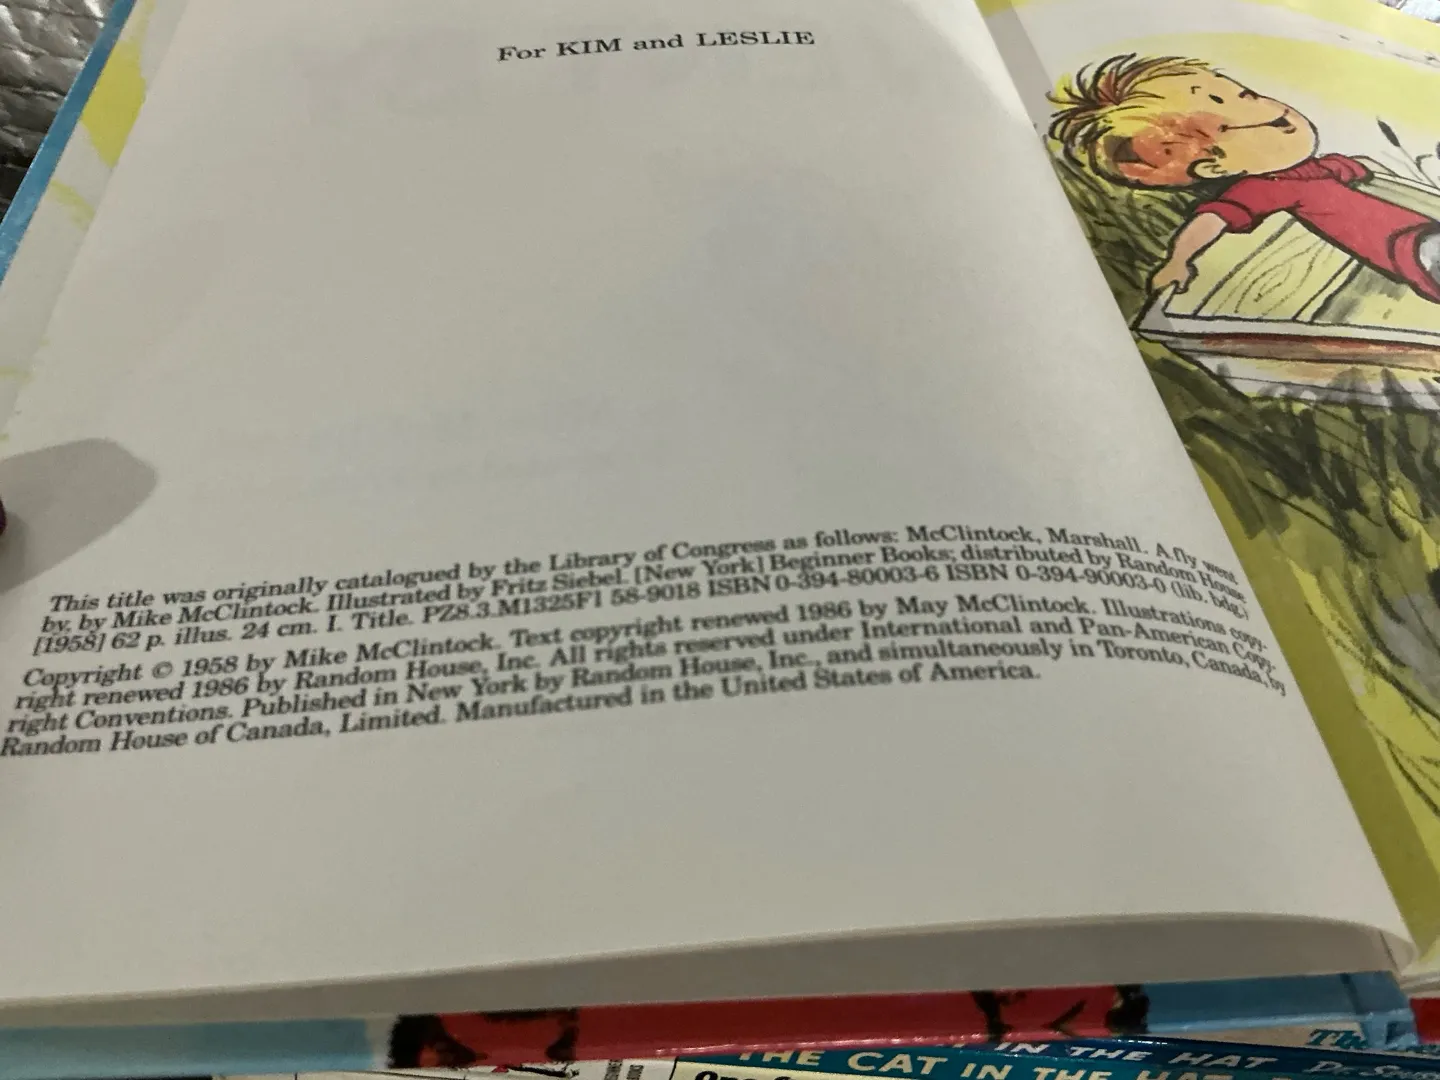 For KIM and LESLIE
This title was originally catalogued by the Library of Congress as follows: McClintock, Marshall. A fly went
by. by Mike McClintock. Illustrated by Fritz Siebel. [New York] Beginner Books; distributed by Random House
[1958] 62 p. illus. 24 cm. I. Title. PZ8.3.M1325F1 58-9018 ISBN 0-394-80003-6 ISBN 0-394-90003-0 (lib. bdg.)
Copyright © 1958 by Mike McClintock. Text copyright renewed 1986 by May McClintock. Illustrations copy-
right renewed 1986 by Random House, Inc. All rights reserved under International and Pan-American Copy-
right Conventions. Published in New York by Random House, Inc., and simultaneously in Toronto, Canada, by
Random House of Canada, Limited. Manufactured in the United States of America.
IN THE HAT Dr. Seuss
THE CAT IN THE HAT